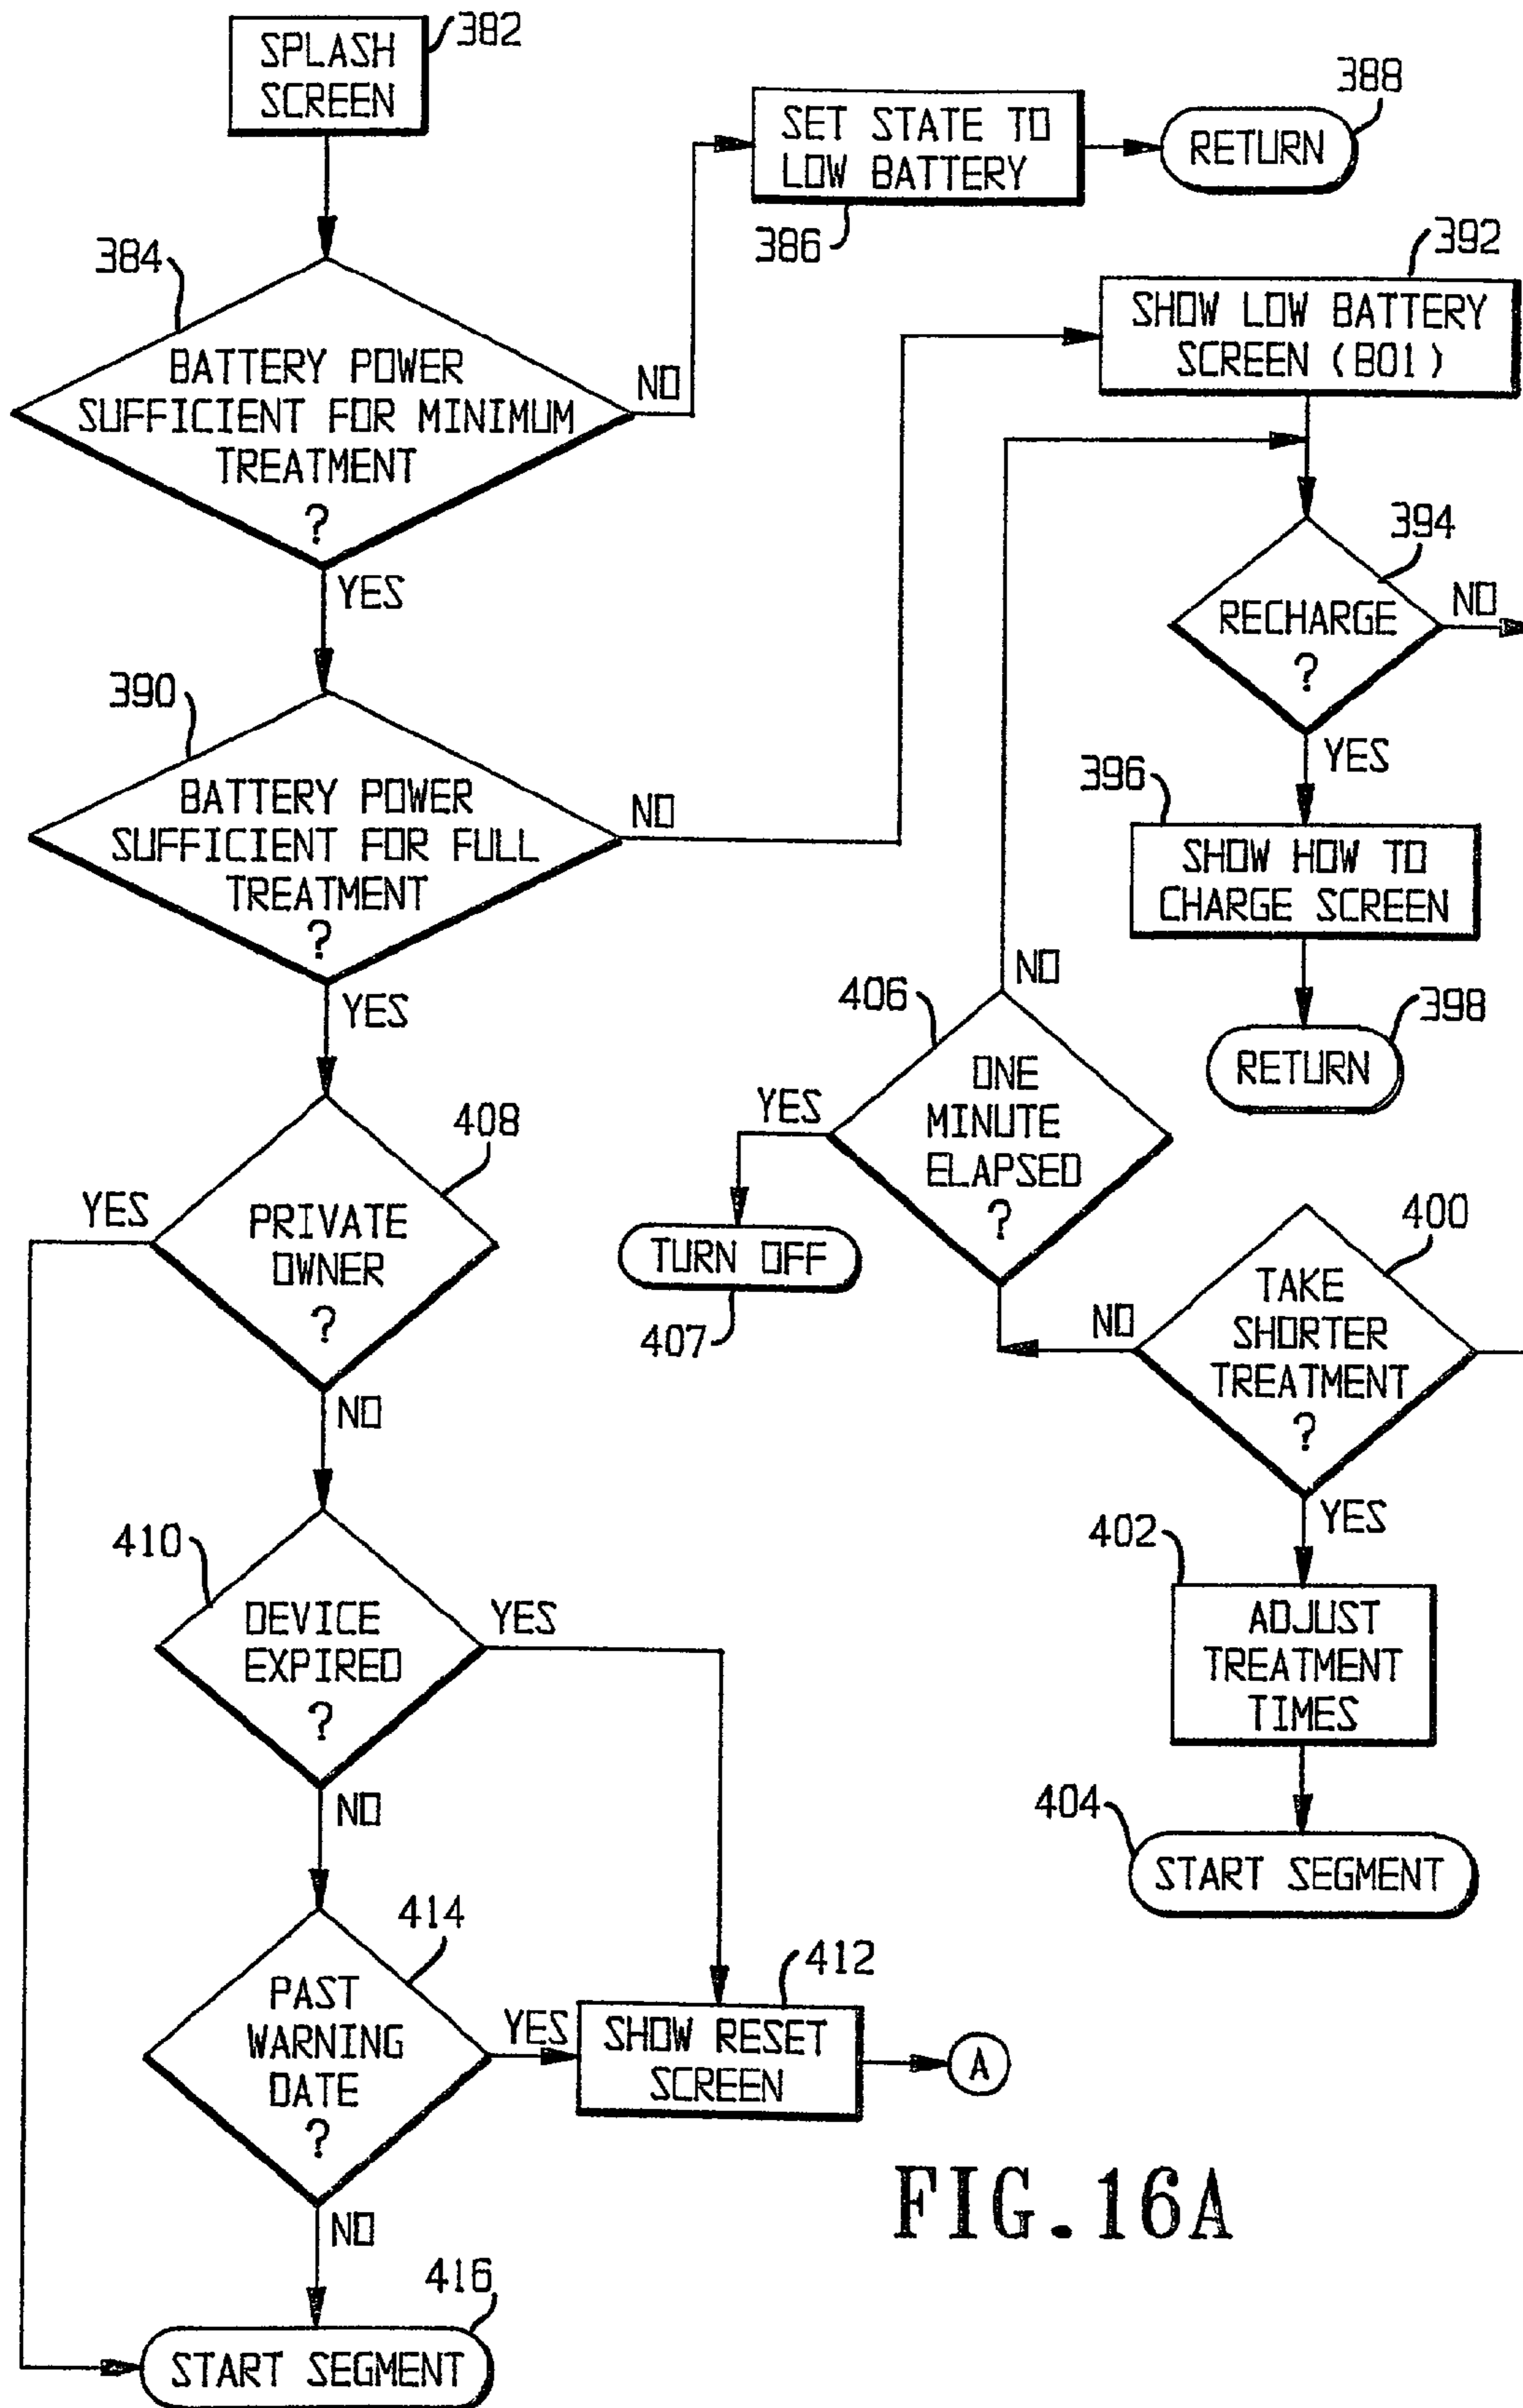 SPLASH
SCREEN
382
SET STATE TO
LOW BATTERY
386
RETURN
388
384
BATTERY POWER
SUFFICIENT FOR MINIMUM
TREATMENT
?
NO
YES
392
SHOW LOW BATTERY
SCREEN (B01)
394
RECHARGE
?
NO
YES
390
BATTERY POWER
SUFFICIENT FOR FULL
TREATMENT
?
NO
YES
396
SHOW HOW TO
CHARGE SCREEN
398
RETURN
406
ONE
MINUTE
ELAPSED
?
NO
YES
TURN OFF
407
408
PRIVATE
OWNER
?
YES
NO
400
TAKE
SHORTER
TREATMENT
?
NO
YES
402
ADJUST
TREATMENT
TIMES
404
START SEGMENT
410
DEVICE
EXPIRED
?
YES
NO
414
PAST
WARNING
DATE
?
YES
NO
412
SHOW RESET
SCREEN
A
416
START SEGMENT
FIG.16A